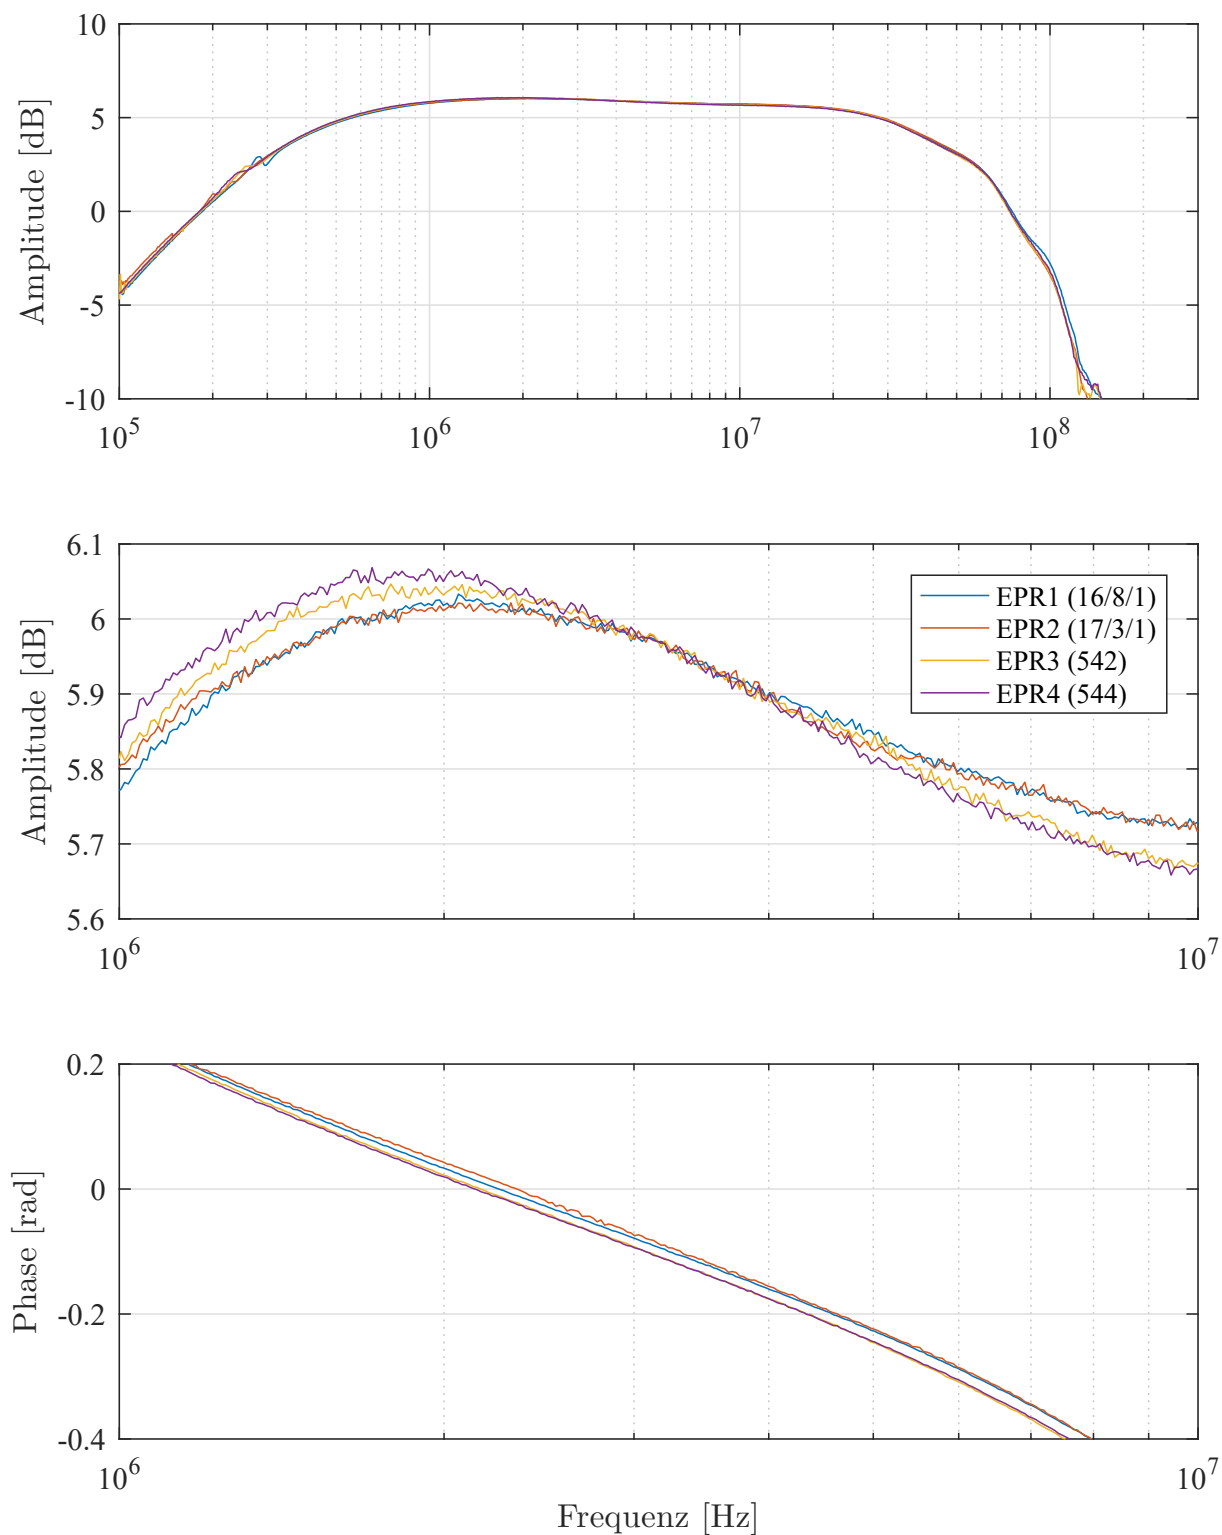 10
5
0
-5
-10
Amplitude [dB]
10^5
10^6
10^7
10^8
6.1
6
5.9
5.8
5.7
5.6
Amplitude [dB]
EPR1 (16/8/1)
EPR2 (17/3/1)
EPR3 (542)
EPR4 (544)
10^6
10^7
0.2
0
-0.2
-0.4
Phase [rad]
10^6
10^7
Frequenz [Hz]